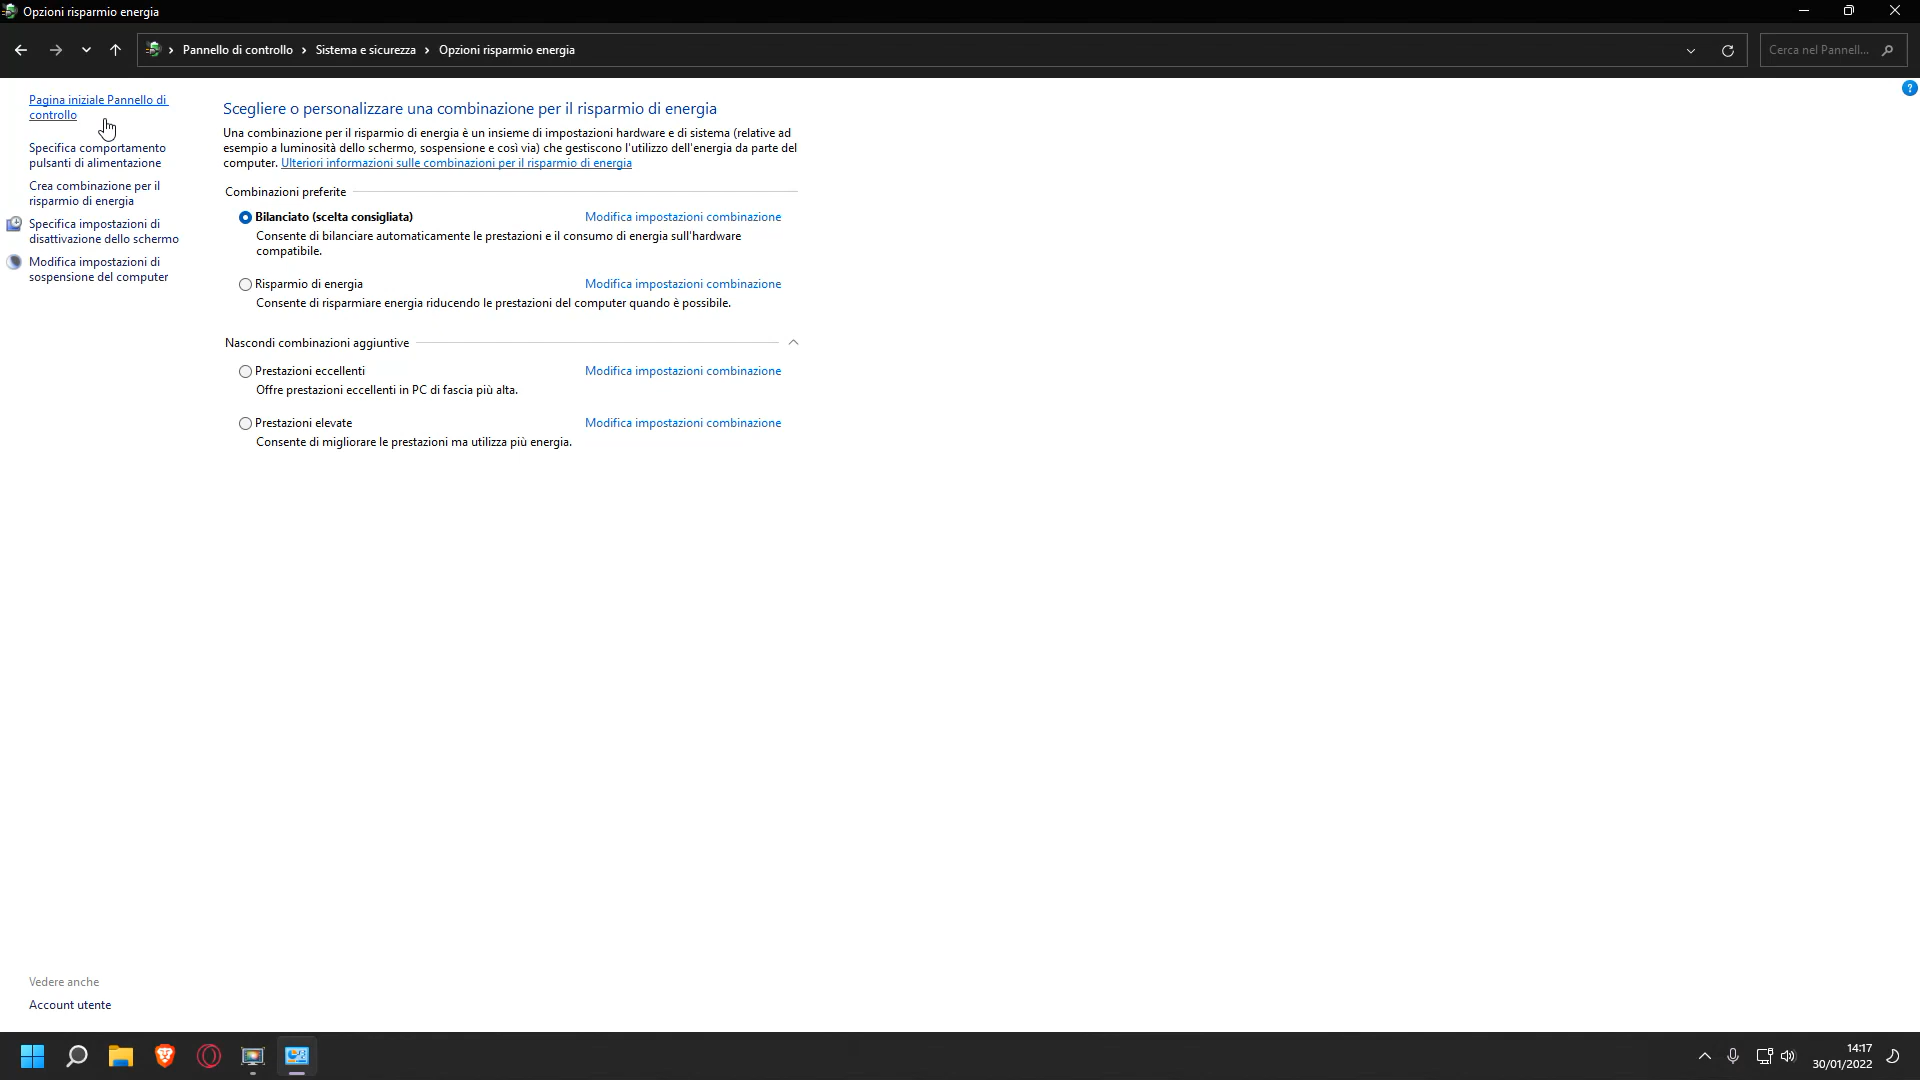 Opzioni risparmio energia
Pannello di controllo > Sistema e sicurezza > Opzioni risparmio energia
Cerca nel Pannell...
Pagina iniziale Pannello di
controllo
Specifica comportamento
pulsanti di alimentazione
Crea combinazione per il
risparmio di energia
Specifica impostazioni di
disattivazione dello schermo
Modifica impostazioni di
sospensione del computer
Scegliere o personalizzare una combinazione per il risparmio di energia
Una combinazione per il risparmio di energia è un insieme di impostazioni hardware e di sistema (relative ad
esempio a luminosità dello schermo, sospensione e così via) che gestiscono l'utilizzo dell'energia da parte del
computer. Ulteriori informazioni sulle combinazioni per il risparmio di energia
Combinazioni preferite
Bilanciato (scelta consigliata) Modifica impostazioni combinazione
Consente di bilanciare automaticamente le prestazioni e il consumo di energia sull'hardware
compatibile.
Risparmio di energia Modifica impostazioni combinazione
Consente di risparmiare energia riducendo le prestazioni del computer quando è possibile.
Nascondi combinazioni aggiuntive
Prestazioni eccellenti Modifica impostazioni combinazione
Offre prestazioni eccellenti in PC di fascia più alta.
Prestazioni elevate Modifica impostazioni combinazione
Consente di migliorare le prestazioni ma utilizza più energia.
Vedere anche
Account utente
14:17
30/01/2022